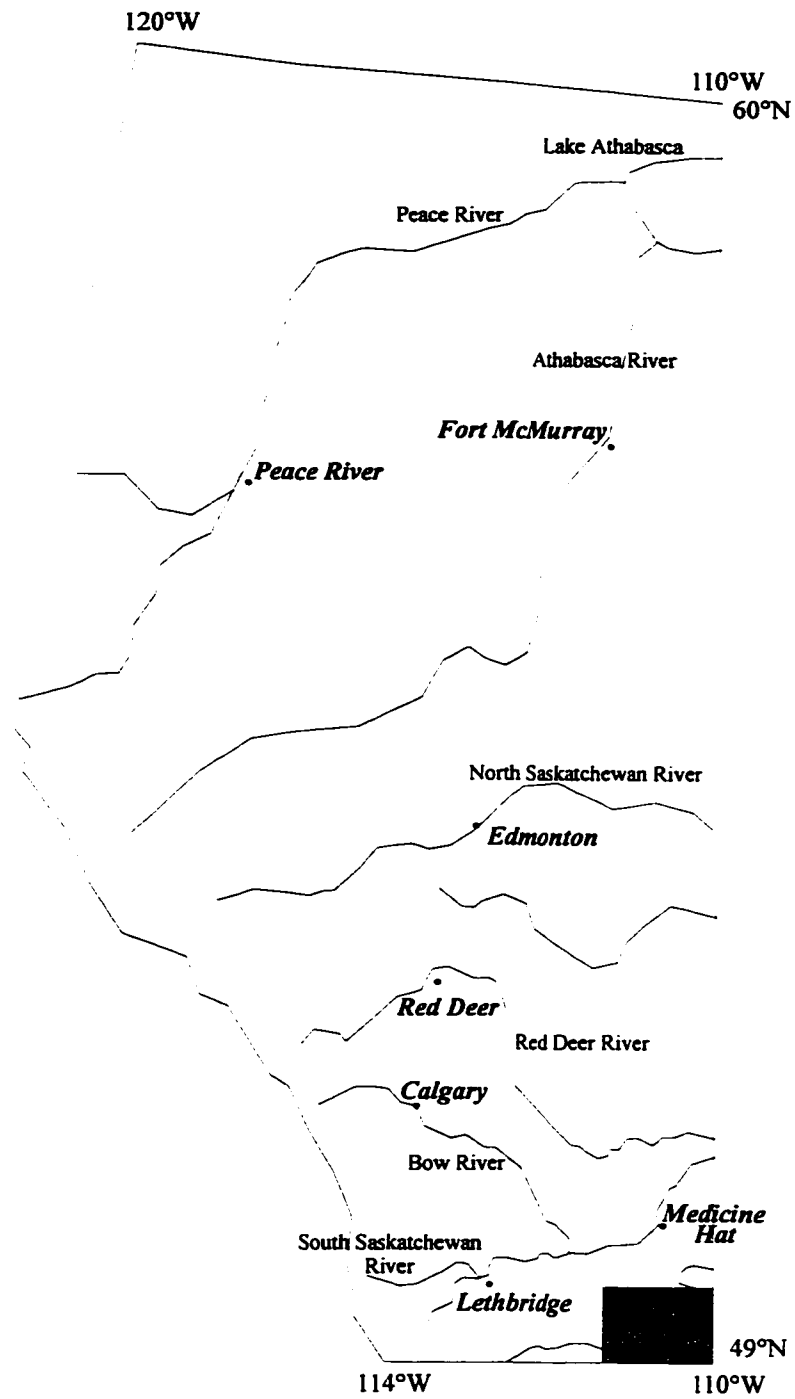 120°W
110°W
60°N
Lake Athabasca
Peace River
Athabasca River
Fort McMurray
Peace River
North Saskatchewan River
Edmonton
Red Deer
Red Deer River
Calgary
Bow River
Medicine
Hat
South Saskatchewan
River
Lethbridge
49°N
114°W
110°W